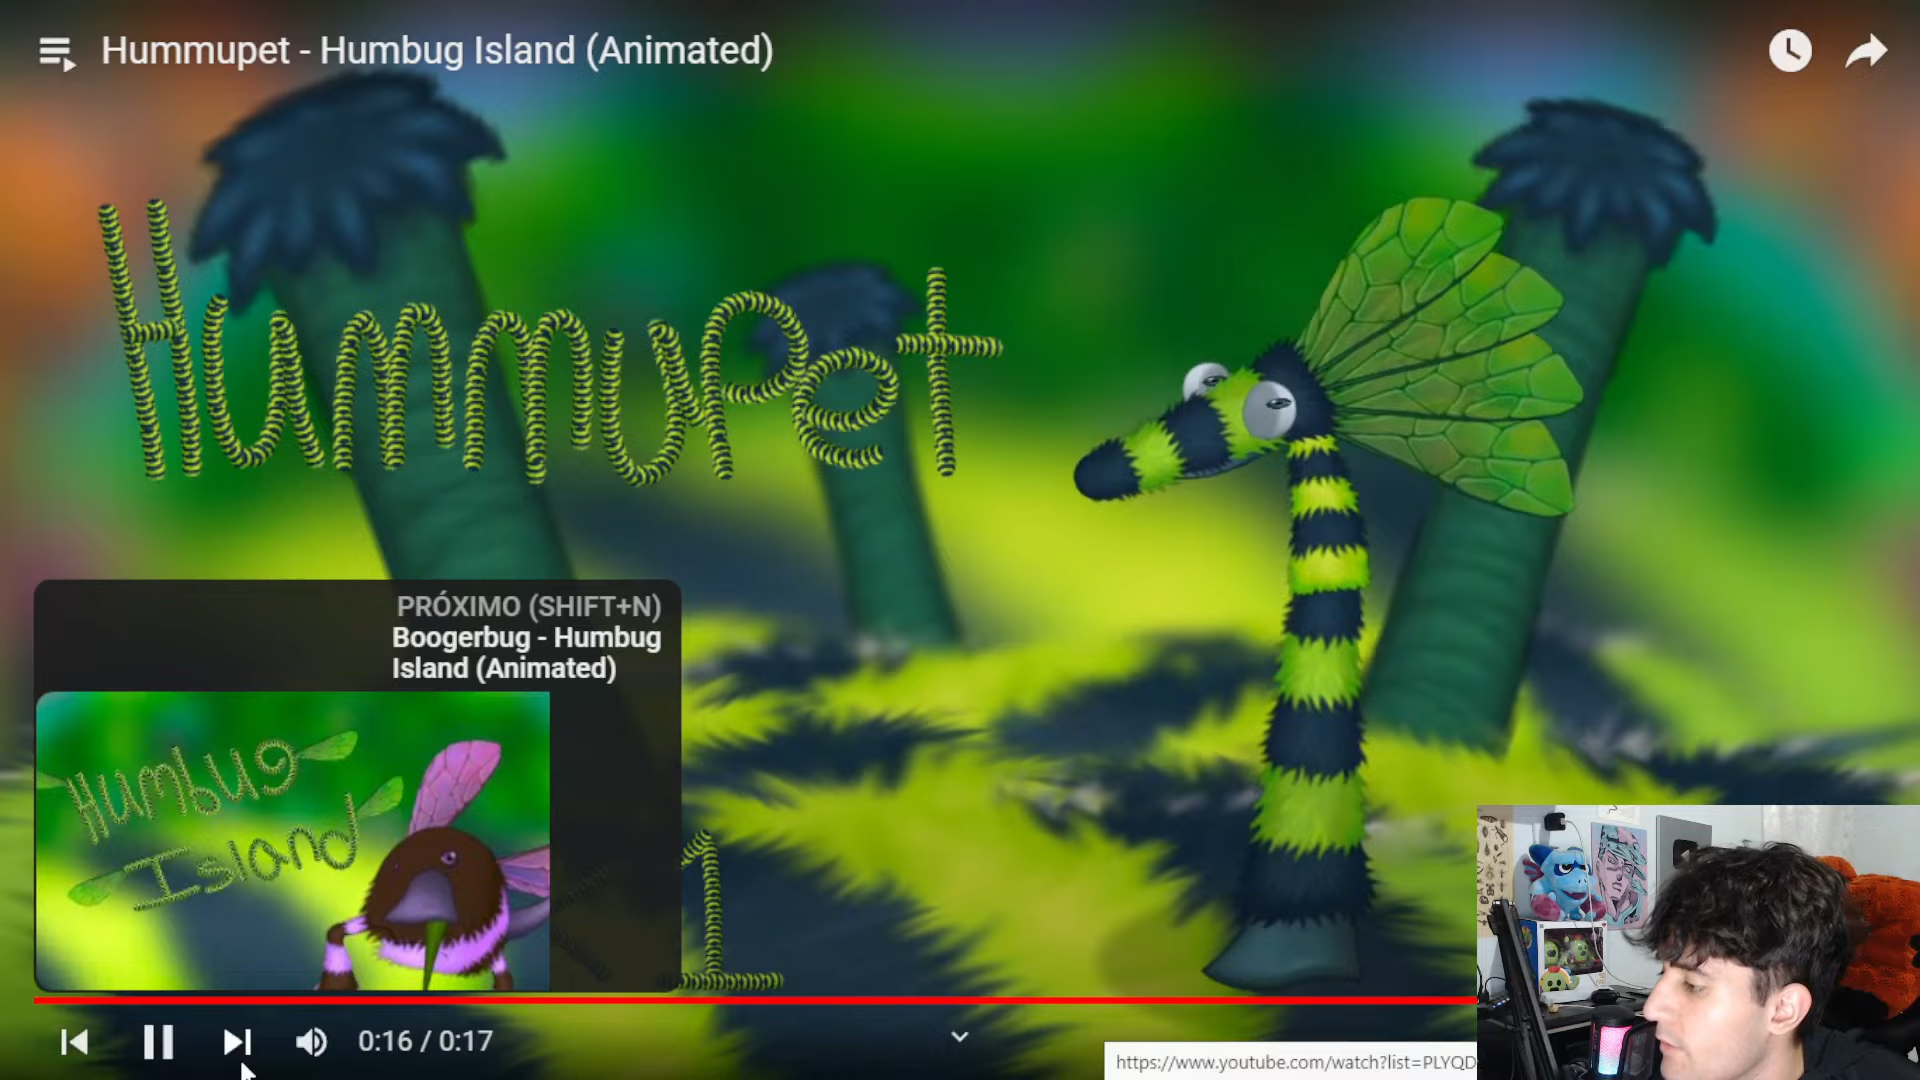 Hummupet - Humbug Island (Animated)
Hummupet
PRÓXIMO (SHIFT+N)
Boogerbug - Humbug
Island (Animated)
Humbug
Island
1
0:16 / 0:17
https://www.youtube.com/watch?list=PLYQD